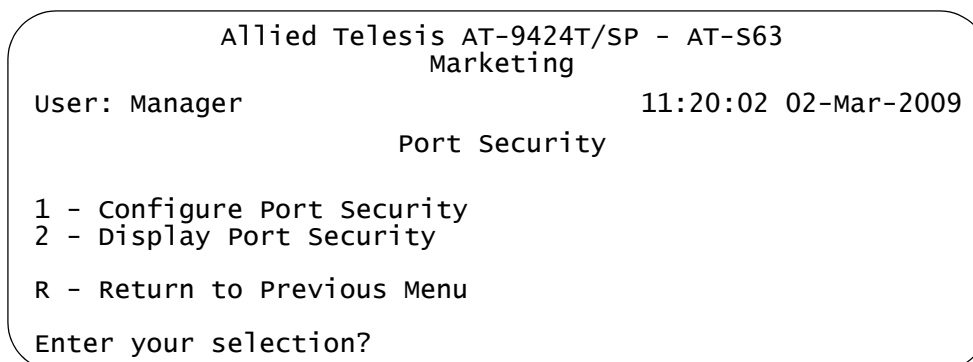 Allied Telesis AT-9424T/SP - AT-S63
Marketing
User: Manager 11:20:02 02-Mar-2009
Port Security
1 - Configure Port Security
2 - Display Port Security
R - Return to Previous Menu
Enter your selection?